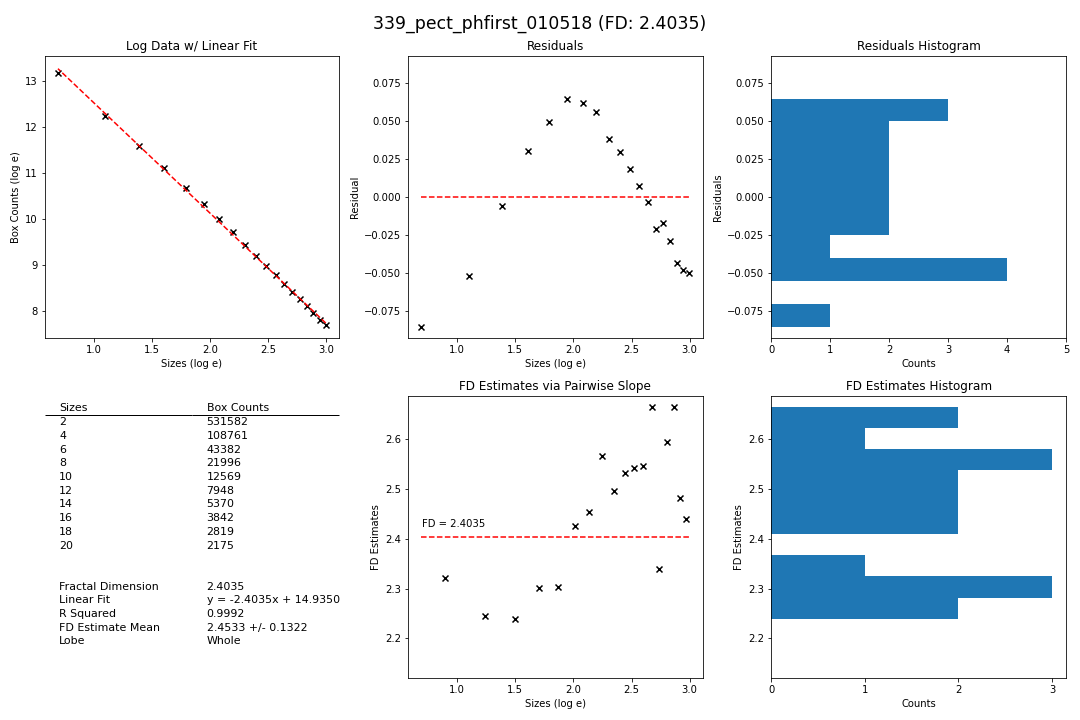 339_pect_phfirst_010518 (FD: 2.4035)
Log Data w/ Linear Fit
13
12
11
10
9
8
Box Counts (log e)
1.0 1.5 2.0 2.5 3.0
Sizes (log e)
Residuals
0.075
0.050
0.025
0.000
−0.025
−0.050
−0.075
Residual
1.0 1.5 2.0 2.5 3.0
Sizes (log e)
Residuals Histogram
0.075
0.050
0.025
0.000
−0.025
−0.050
−0.075
Residuals
0 1 2 3 4 5
Counts
Sizes Box Counts
2 531582
4 108761
6 43382
8 21996
10 12569
12 7948
14 5370
16 3842
18 2819
20 2175
Fractal Dimension 2.4035
Linear Fit y = -2.4035x + 14.9350
R Squared 0.9992
FD Estimate Mean 2.4533 +/- 0.1322
Lobe Whole
FD Estimates via Pairwise Slope
2.6
2.5
2.4
2.3
2.2
FD Estimates
FD = 2.4035
1.0 1.5 2.0 2.5 3.0
Sizes (log e)
FD Estimates Histogram
2.6
2.5
2.4
2.3
2.2
FD Estimates
0 1 2 3
Counts